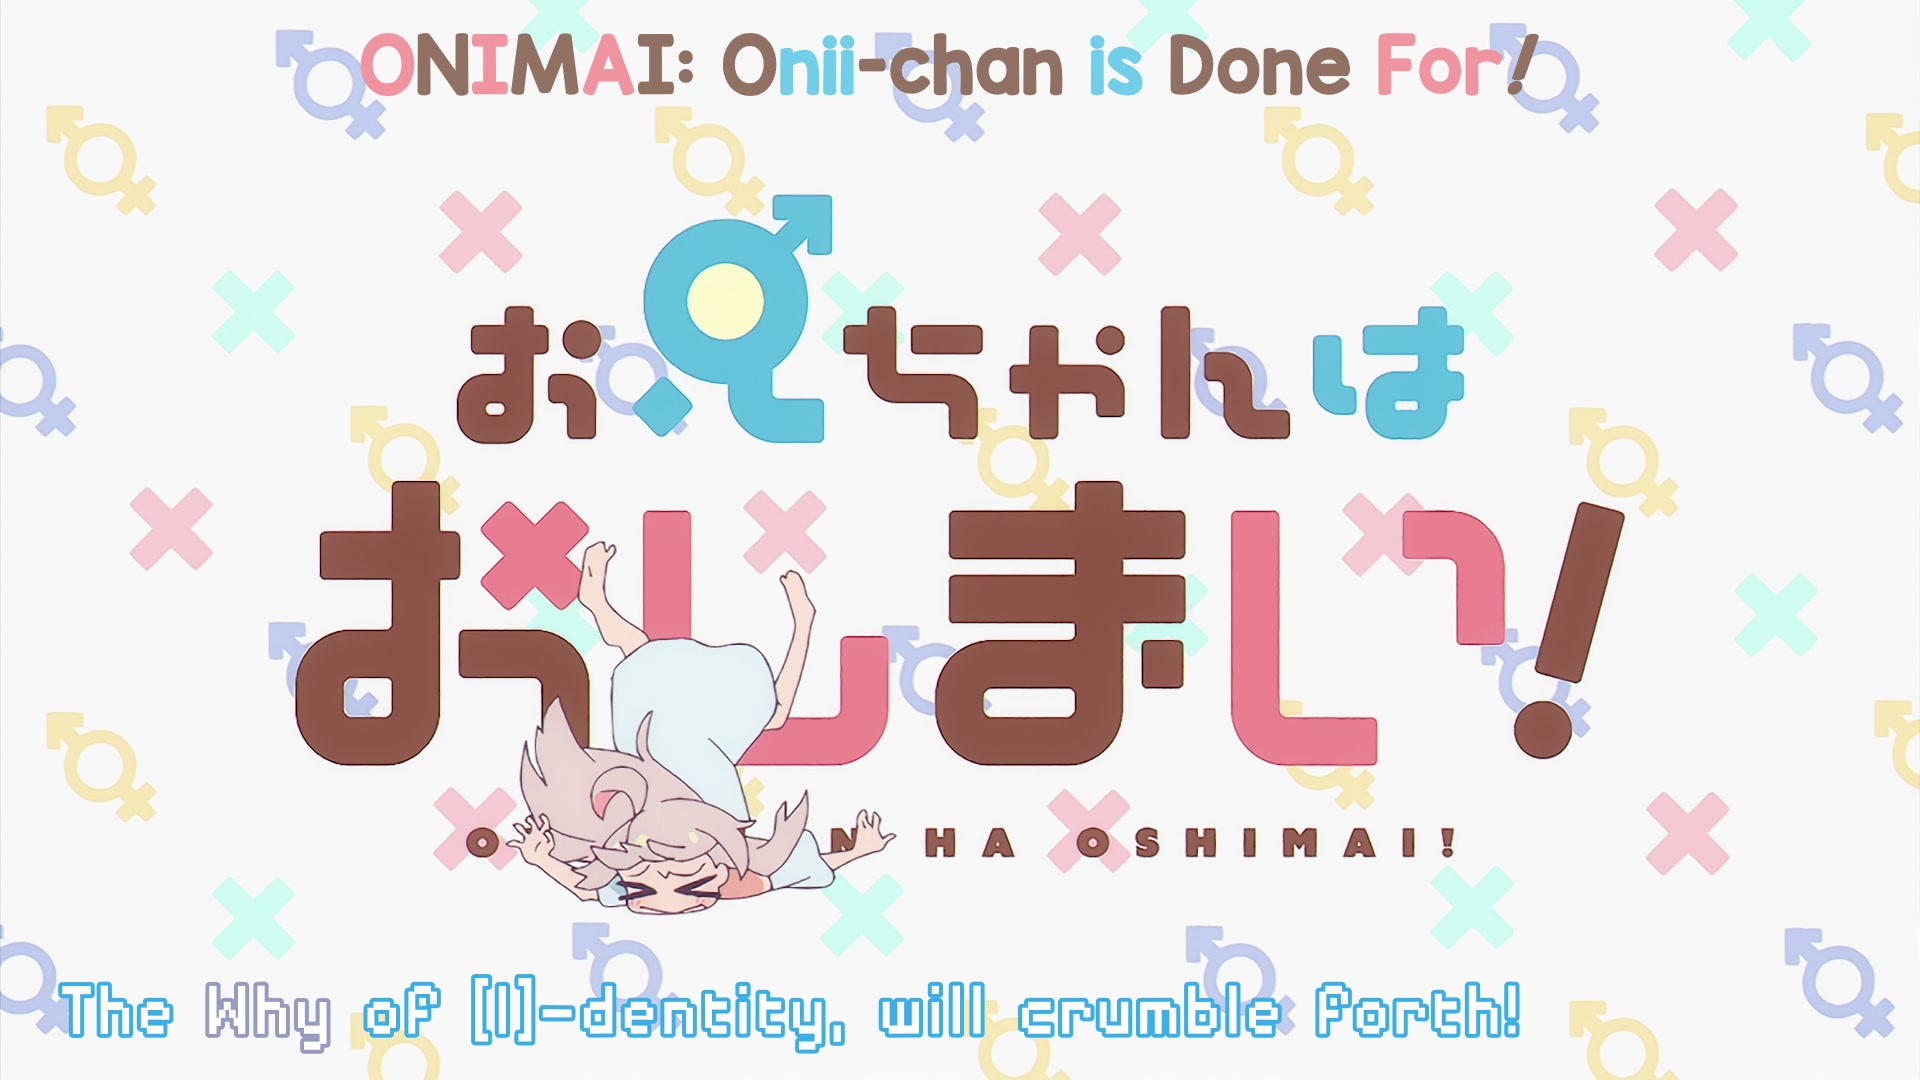 ONIMAI: Onii-chan is Done For!
お兄ちゃんは
おしまい!
O N HA OSHIMAI!
The Why of [I]-dentity, will crumble forth!